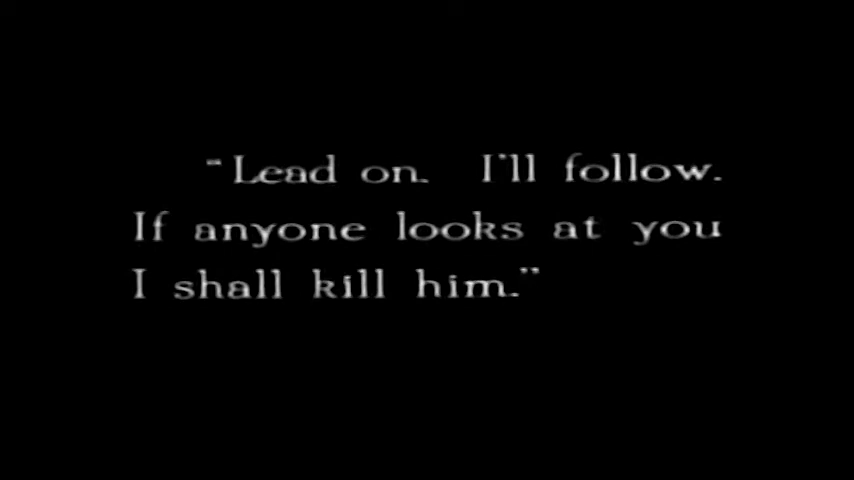 "Lead on. I'll follow.
If anyone looks at you
I shall kill him."